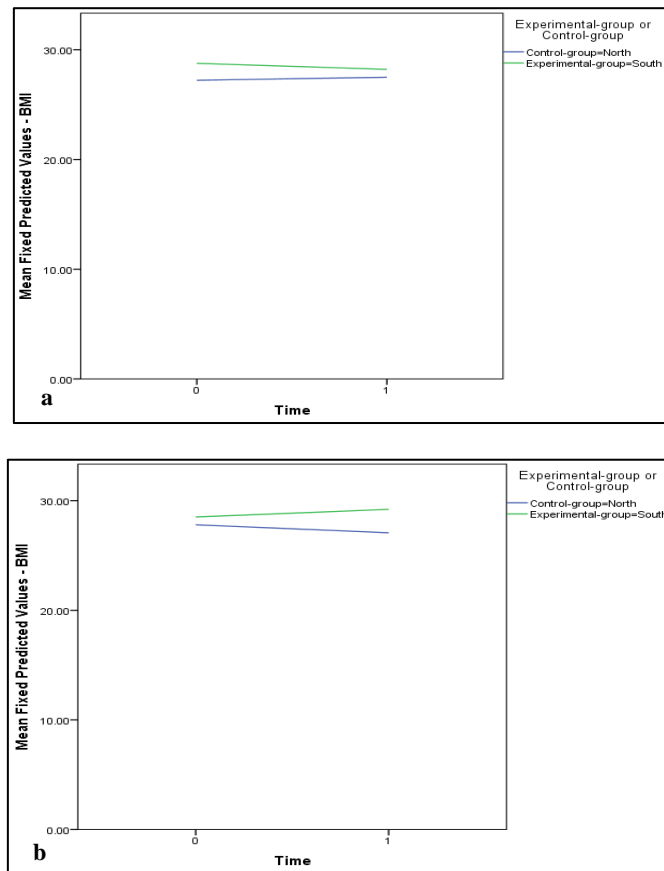 Experimental-group or
Control-group
Control-group=North
Experimental-group=South
Mean Fixed Predicted Values - BMI
30.00
20.00
10.00
0.00
0 1
Time
a
Experimental-group or
Control-group
Control-group=North
Experimental-group=South
Mean Fixed Predicted Values - BMI
30.00
20.00
10.00
0.00
0 1
Time
b